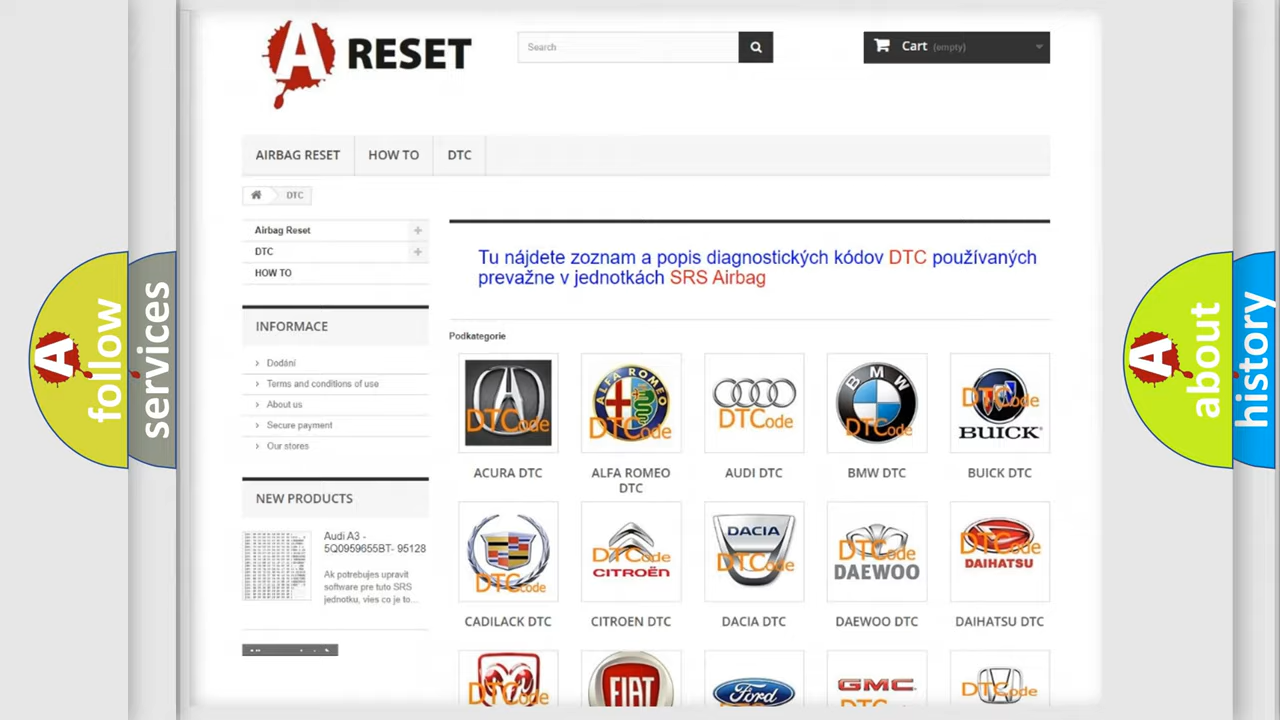 A RESET
Search
Cart (empty)
AIRBAG RESET
HOW TO
DTC
DTC
Airbag Reset
DTC
HOW TO
INFORMACE
Dodání
Terms and conditions of use
About us
Secure payment
Our stores
NEW PRODUCTS
Audi A3 -
5Q0959655BT- 95128
Ak potrebujes upravit
software pre tuto SRS
jednotku, vies co je to...
Tu nájdete zoznam a popis diagnostických kódov DTC používaných
prevažne v jednotkách SRS Airbag
Podkategorie
DTCode
ALFA ROMEO
DTCode
DTCode
BMW
DTCode
DTCode
BUICK
ACURA DTC
ALFA ROMEO
DTC
AUDI DTC
BMW DTC
BUICK DTC
DTCode
DTCode
CITROËN
DACIA
DTCode
DTCode
DAEWOO
DTCode
DAIHATSU
CADILACK DTC
CITROEN DTC
DACIA DTC
DAEWOO DTC
DAIHATSU DTC
DTCode
FIAT
Ford
GMC
DTCode
A follow
services
A about
history